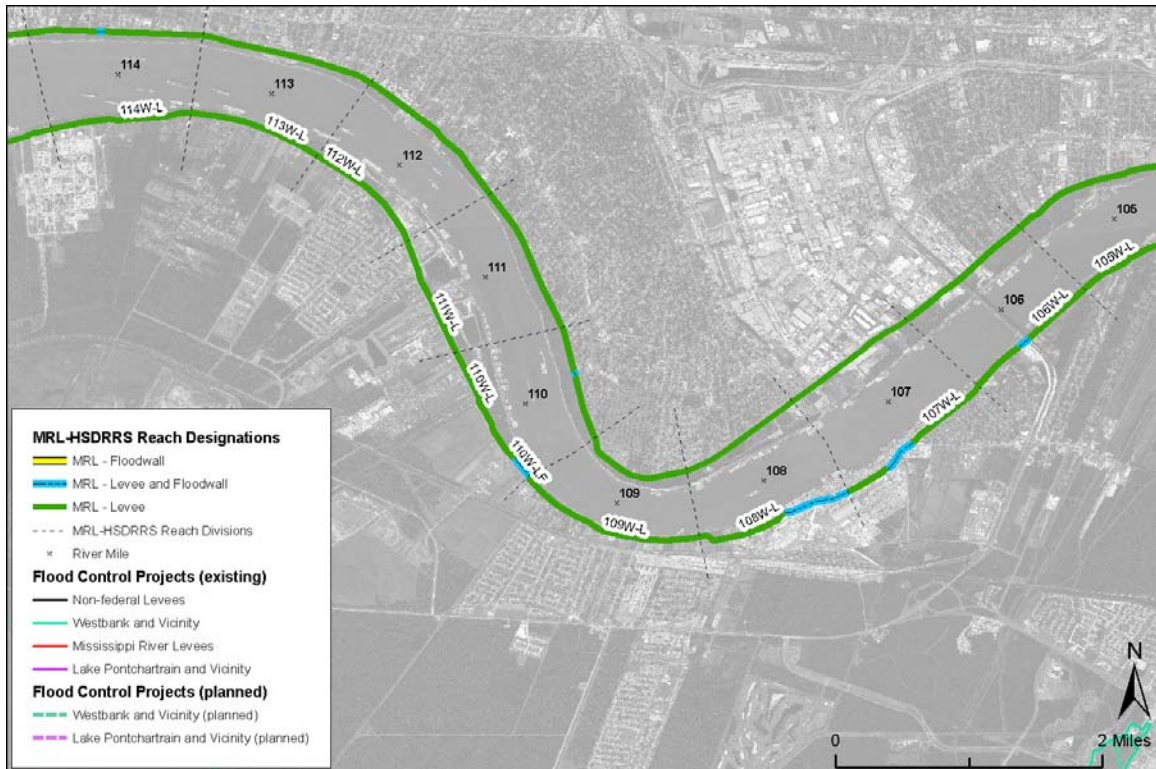 114
113
114W-L
113W-L
112W-L
112
111
111W-L
110
110W-L
110W-LF
109
109W-L
108
108W-L
107
107W-L
106
106W-L
105
105W-L
MRL-HSDRRS Reach Designations
MRL - Floodwall
MRL - Levee and Floodwall
MRL - Levee
MRL-HSDRRS Reach Divisions
River Mile
Flood Control Projects (existing)
Non-federal Levees
Westbank and Vicinity
Mississippi River Levees
Lake Pontchartrain and Vicinity
Flood Control Projects (planned)
Westbank and Vicinity (planned)
Lake Pontchartrain and Vicinity (planned)
N
0 2 Miles